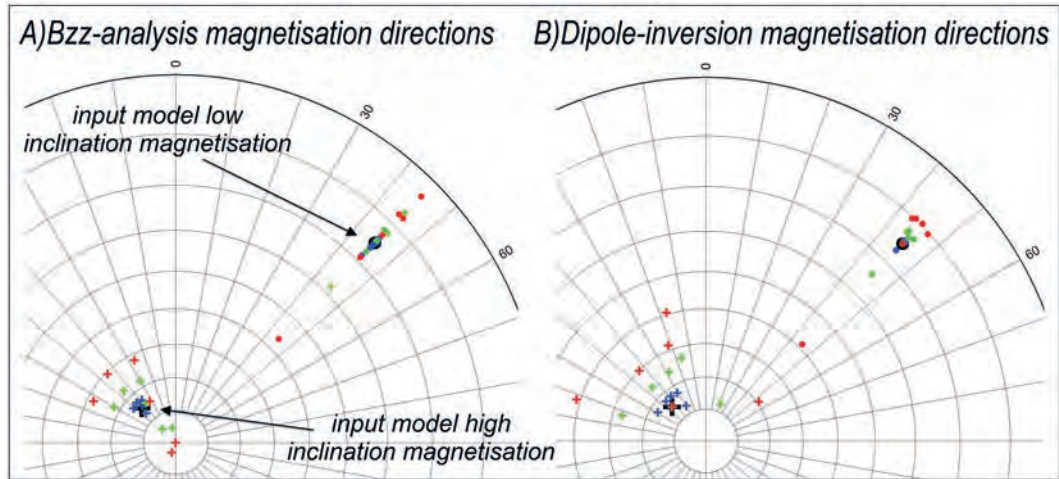 A)Bzz-analysis magnetisation directions
B)Dipole-inversion magnetisation directions
0
30
60
input model low
inclination magnetisation
input model high
inclination magnetisation
0
30
60